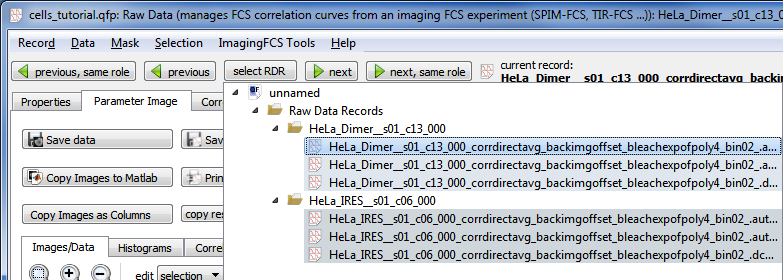 cells_tutorial.qfp: Raw Data (manages FCS correlation curves from an imaging FCS experiment (SPIM-FCS, TIR-FCS ...)): HeLa_Dimer__s01_c13_0
Record Data Mask Selection ImagingFCS Tools Help
previous, same role previous select RDR next next, same role current record:
HeLa_Dimer__s01_c13_000_corrdirectavg_backim
Properties Parameter Image Corre
unnamed
Raw Data Records
HeLa_Dimer__s01_c13_000
Save data Sav
HeLa_Dimer__s01_c13_000_corrdirectavg_backimgoffset_bleachexpofpoly4_bin02_.a...
HeLa_Dimer__s01_c13_000_corrdirectavg_backimgoffset_bleachexpofpoly4_bin02_.a...
Copy Images to Matlab Prin
HeLa_Dimer__s01_c13_000_corrdirectavg_backimgoffset_bleachexpofpoly4_bin02_.d...
HeLa_IRES__s01_c06_000
Copy Images as Columns copy res
HeLa_IRES__s01_c06_000_corrdirectavg_backimgoffset_bleachexpofpoly4_bin02_.aut...
HeLa_IRES__s01_c06_000_corrdirectavg_backimgoffset_bleachexpofpoly4_bin02_.aut...
Images/Data Histograms Correl
HeLa_IRES__s01_c06_000_corrdirectavg_backimgoffset_bleachexpofpoly4_bin02_.dc...
edit selection